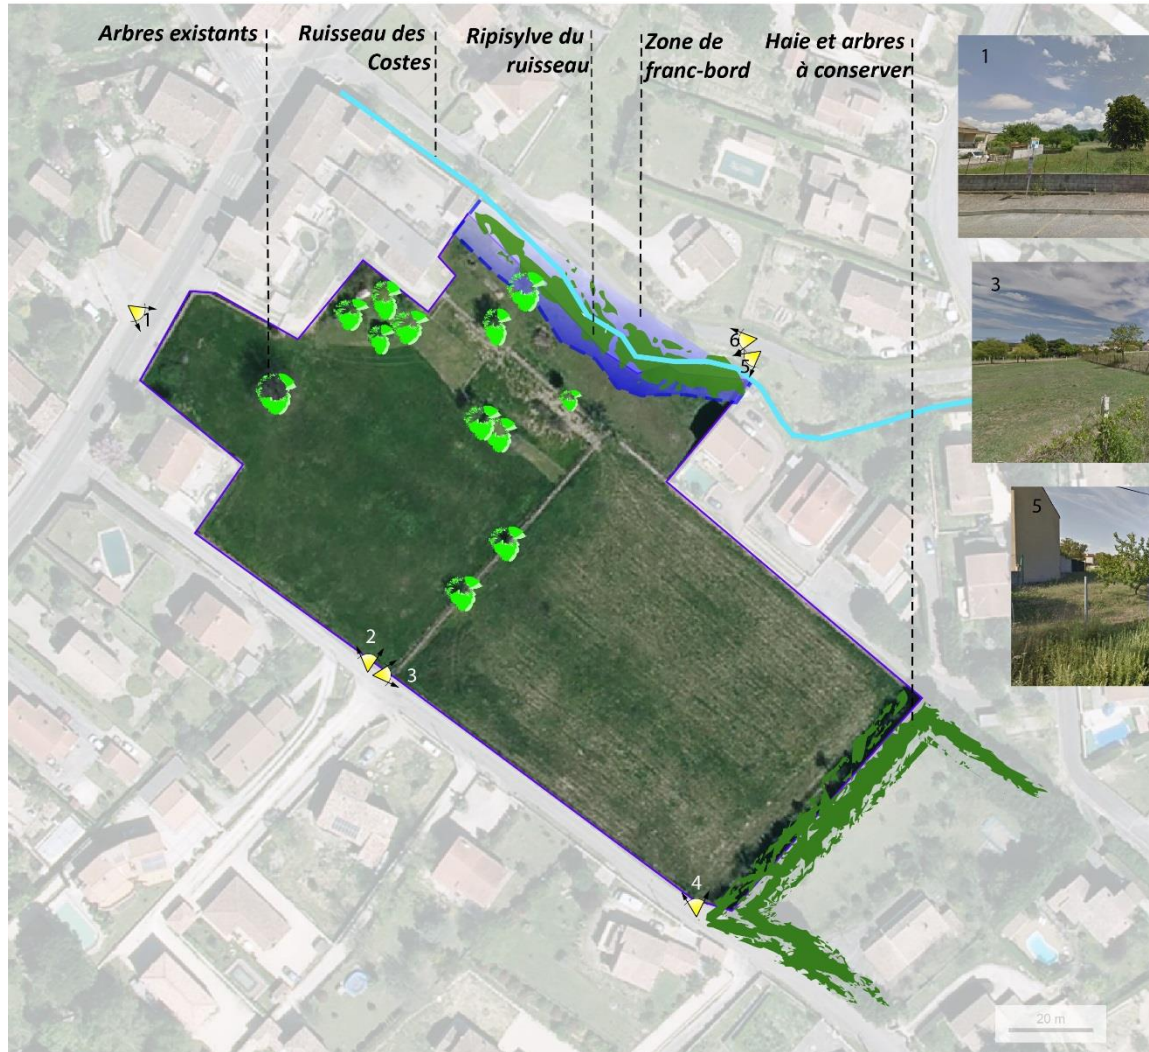 Arbres existants
Ruisseau des
Costes
Ripisylve du
ruisseau
Zone de
franc-bord
Haie et arbres
à conserver
1
3
5
1
6
5
2
3
4
20 m